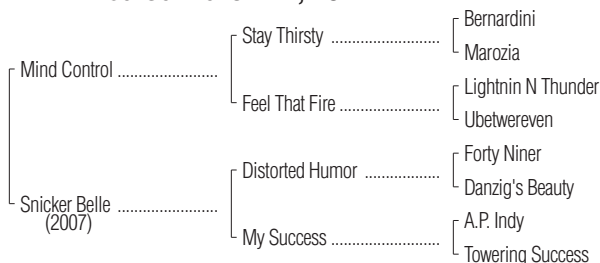 Bernardini
Stay Thirsty ........................
Marozia
Mind Control ......................
Lightnin N Thunder
Feel That Fire ......................
Ubetwereven
Forty Niner
Distorted Humor ................
Danzig's Beauty
Snicker Belle ......................
(2007)
A.P. Indy
My Success ........................
Towering Success